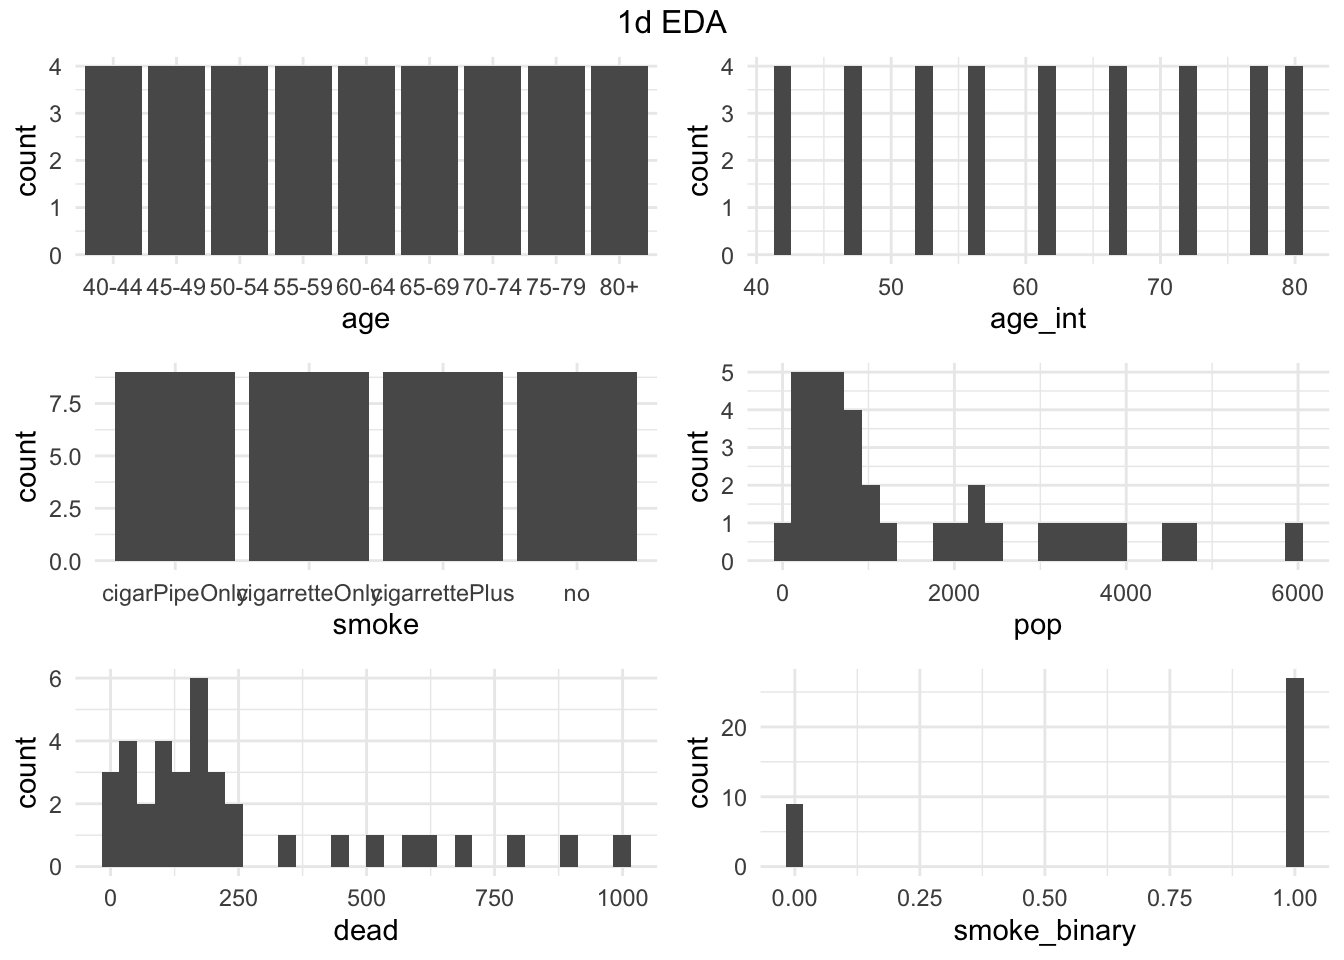 1d EDA
4
3
2
1
0
count
40-44 45-49 50-54 55-59 60-64 65-69 70-74 75-79 80+
age
4
3
2
1
0
count
40 50 60 70 80
age_int
7.5
5.0
2.5
0.0
count
cigarPipeOnly cigarretteOnly cigarrettePlus no
smoke
5
4
3
2
1
0
count
0 2000 4000 6000
pop
6
4
2
0
count
0 250 500 750 1000
dead
20
10
0
count
0.00 0.25 0.50 0.75 1.00
smoke_binary